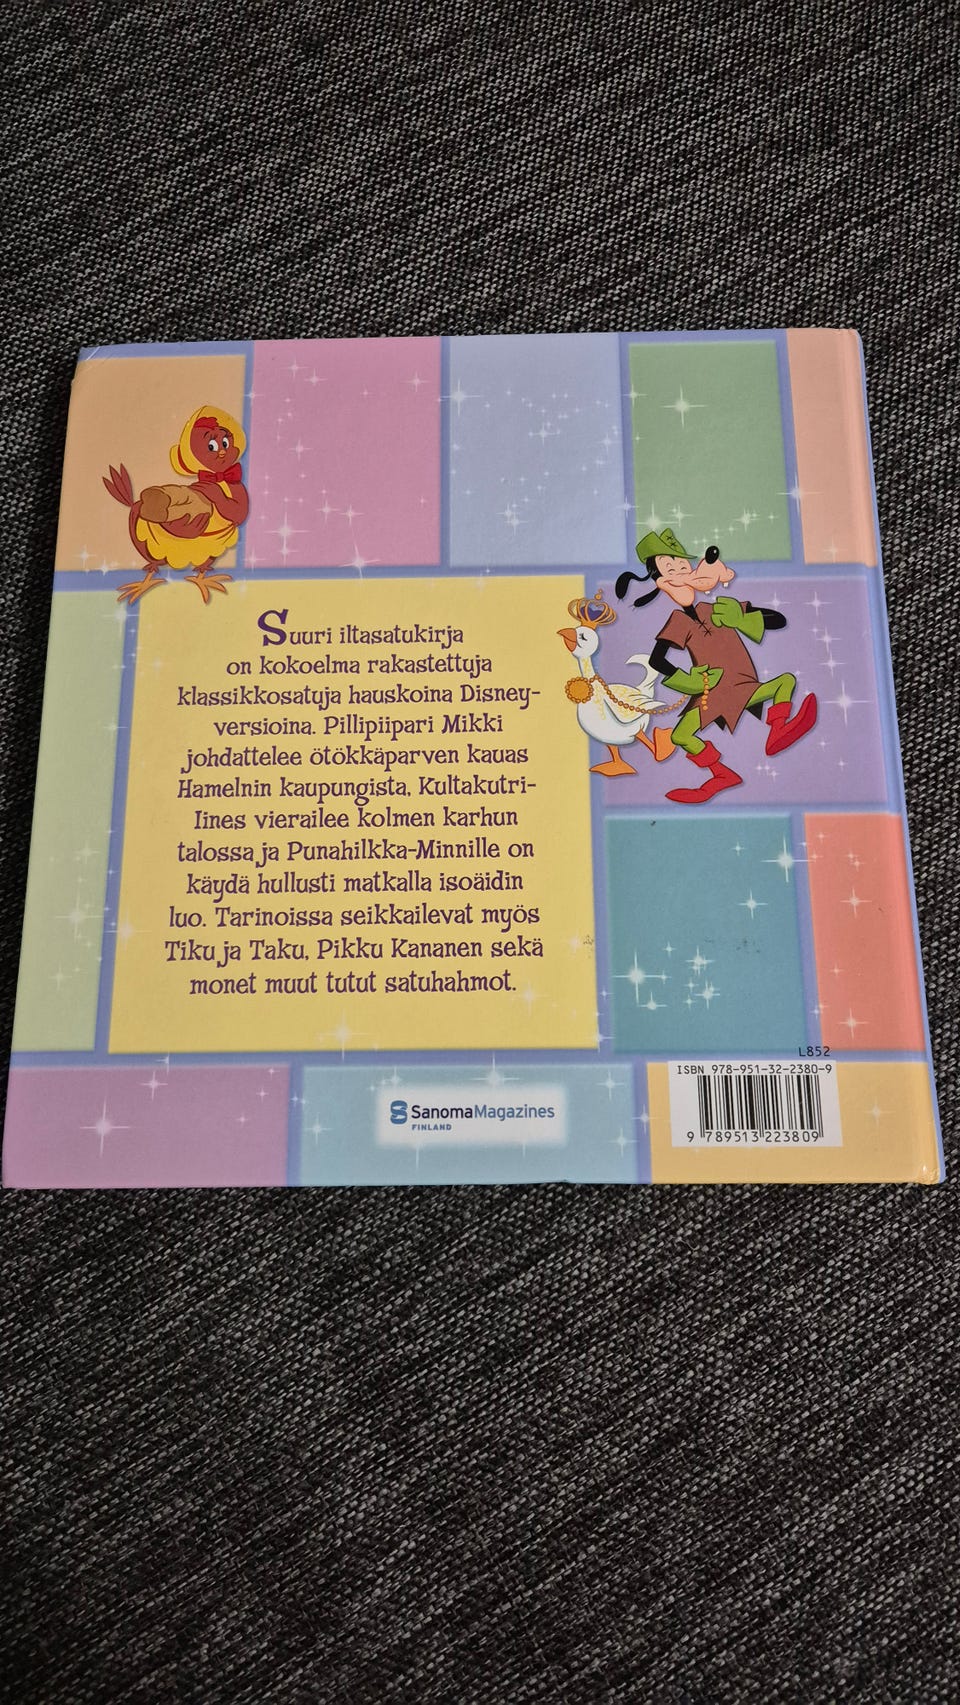 Suuri iltasatukirja
on kokoelma rakastettuja
klassikkosatuja hauskoina Disney-
versioina. Pillipiipari Mikki
johdattelee ötökkäparven kauas
Hamelnin kaupungista, Kultakutri-
Iines vierailee kolmen karhun
talossa ja Punahilkka-Minnille on
käydä hullusti matkalla isoäidin
luo. Tarinoissa seikkailevat myös
Tiku ja Taku, Pikku Kananen sekä
monet muut tutut satuhahmot.
L852
ISBN 978-951-32-2380-9
9 789513 223809
SanomaMagazines
FINLAND